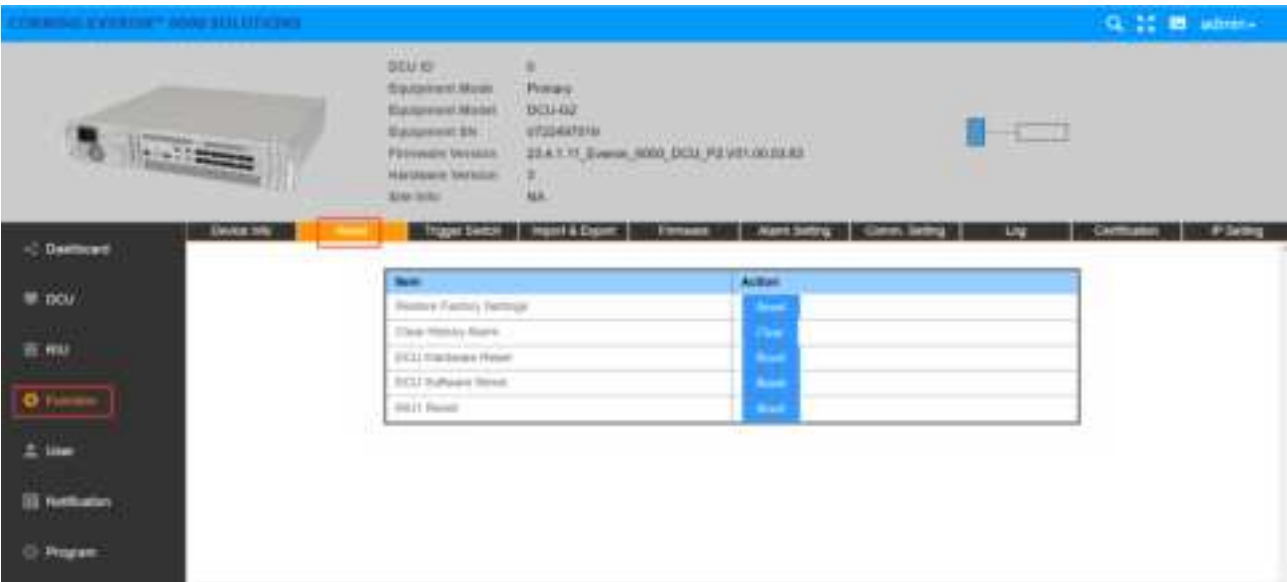 CORNING EVERON™ 6000 SOLUTIONS
admin
DCU ID 0
Equipment Mode Primary
Equipment Model DCU-G2
Equipment SN
Firmware Version
Hardware Version
Site Info NA
Device Info Reset Trigger Switch Import & Export Firmware Alarm Setting Comm. Setting Log Certification IP Setting
Dashboard
DCU
RIU
Function
User
Notification
Program
Item Action
Restore Factory Settings Reset
Clear History Alarm Clear
DCU Hardware Reset Reset
DCU Software Reset Reset
Reset Reset